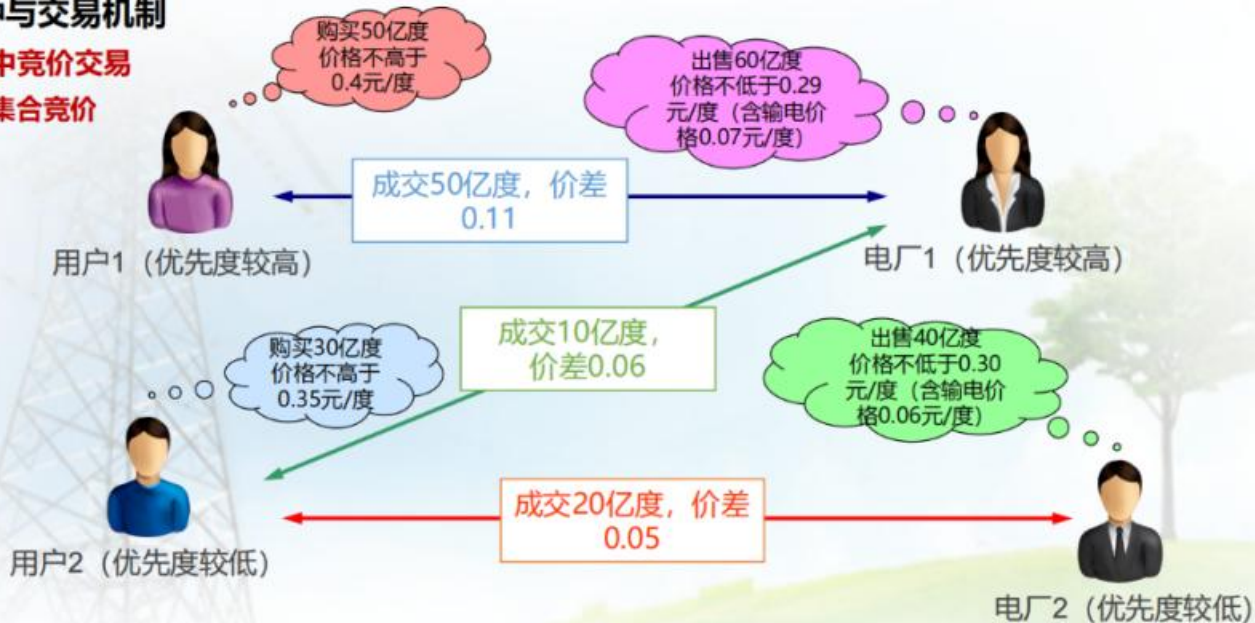 与交易机制
中竞价交易
集合竞价
购买50亿度
价格不高于
0.4元/度
出售60亿度
价格不低于0.29
元/度（含输电价
格0.07元/度）
成交50亿度，价差
0.11
用户1（优先度较高）
电厂1（优先度较高）
购买30亿度
价格不高于
0.35元/度
成交10亿度，
价差0.06
出售40亿度
价格不低于0.30
元/度（含输电价
格0.06元/度）
成交20亿度，价差
0.05
用户2（优先度较低）
电厂2（优先度较低）